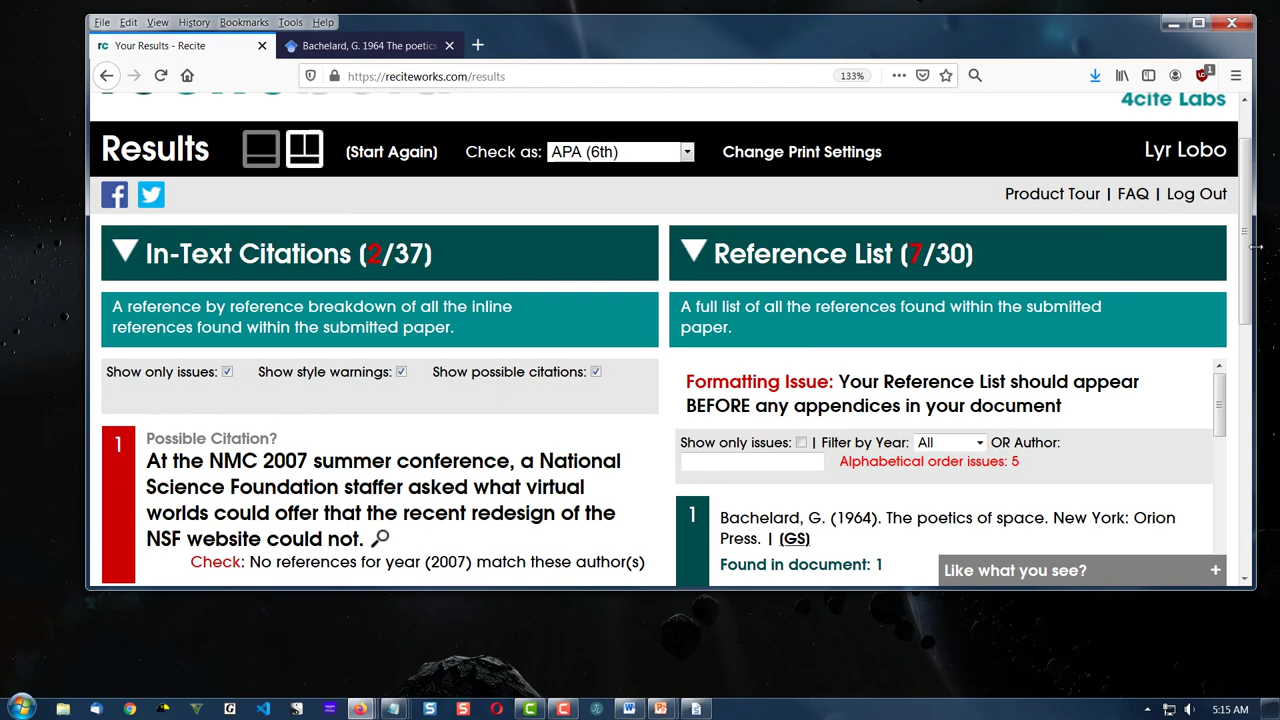 File Edit View History Bookmarks Tools Help
rc Your Results - Recite
Bachelard, G. 1964 The poetics
https://reciteworks.com/results
133%
1
4cite Labs
Results
(Start Again)
Check as: APA (6th)
Change Print Settings
Lyr Lobo
Product Tour | FAQ | Log Out
In-Text Citations (2/37)
A reference by reference breakdown of all the inline
references found within the submitted paper.
Show only issues: Show style warnings: Show possible citations:
1
Possible Citation?
At the NMC 2007 summer conference, a National
Science Foundation staffer asked what virtual
worlds could offer that the recent redesign of the
NSF website could not.
Check: No references for year (2007) match these author(s)
Reference List (7/30)
A full list of all the references found within the submitted
paper.
Formatting Issue: Your Reference List should appear
BEFORE any appendices in your document
Show only issues: | Filter by Year: All OR Author:
Alphabetical order issues: 5
1
Bachelard, G. (1964). The poetics of space. New York: Orion
Press. | (GS)
Found in document: 1
Like what you see? +
5:15 AM